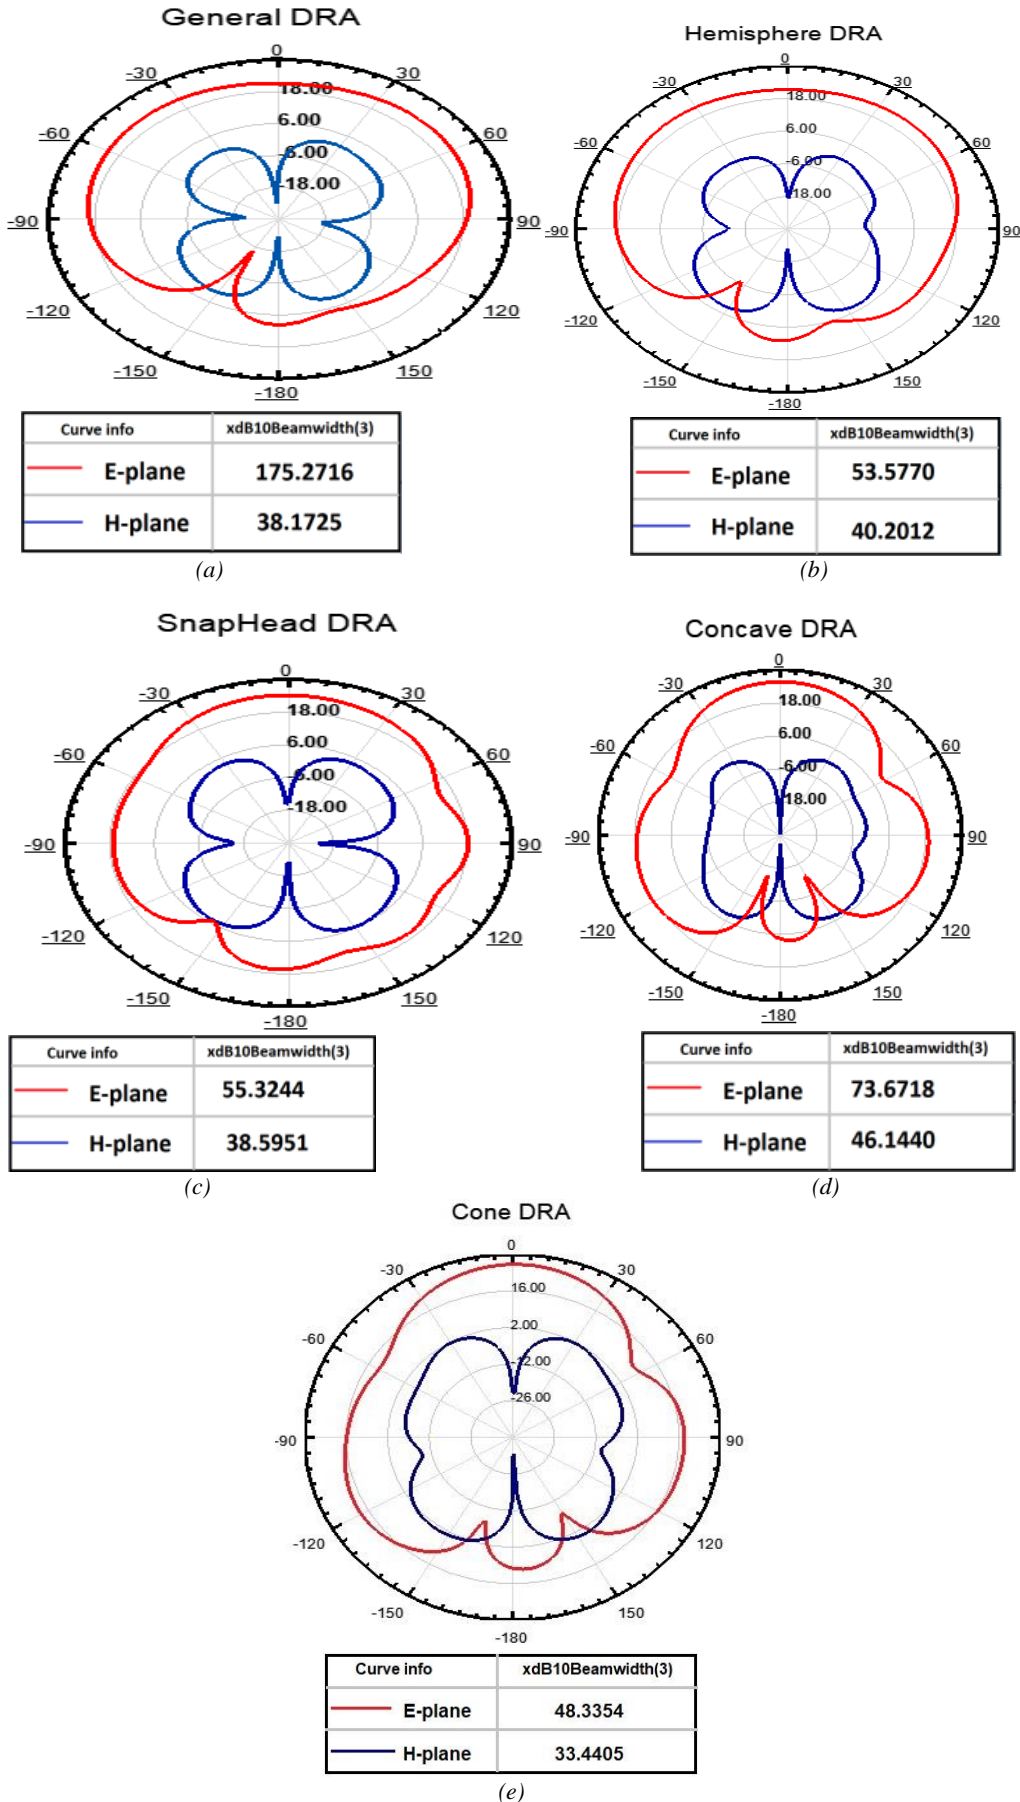 General DRA
0
-30 30
18.00
6.00
-60 60
-6.00
-18.00
-90 90
-120 120
-150 150
-180
Curve info xdB10Beamwidth(3)
E-plane 175.2716
H-plane 38.1725
(a)
Hemisphere DRA
0
-30 30
18.00
6.00
-60 60
-6.00
-18.00
-90 90
-120 120
-150 150
-180
Curve info xdB10Beamwidth(3)
E-plane 53.5770
H-plane 40.2012
(b)
SnapHead DRA
0
-30 30
18.00
6.00
-60 60
-6.00
-18.00
-90 90
-120 120
-150 150
-180
Curve info xdB10Beamwidth(3)
E-plane 55.3244
H-plane 38.5951
(c)
Concave DRA
0
-30 30
18.00
6.00
-60 60
-6.00
-18.00
-90 90
-120 120
-150 150
-180
Curve info xdB10Beamwidth(3)
E-plane 73.6718
H-plane 46.1440
(d)
Cone DRA
0
-30 30
16.00
2.00
-60 60
-12.00
-26.00
-90 90
-120 120
-150 150
-180
Curve info xdB10Beamwidth(3)
E-plane 48.3354
H-plane 33.4405
(e)